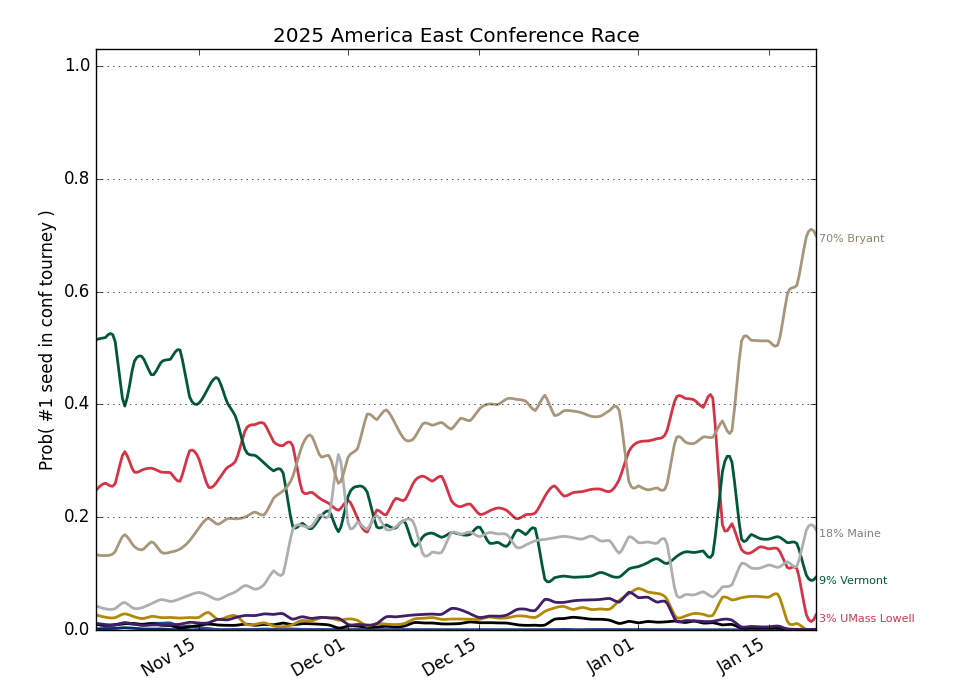 2025 America East Conference Race
Prob( #1 seed in conf tourney )
1.0
0.8
0.6
0.4
0.2
0.0
Nov 15
Dec 01
Dec 15
Jan 01
Jan 15
70% Bryant
18% Maine
9% Vermont
3% UMass Lowell